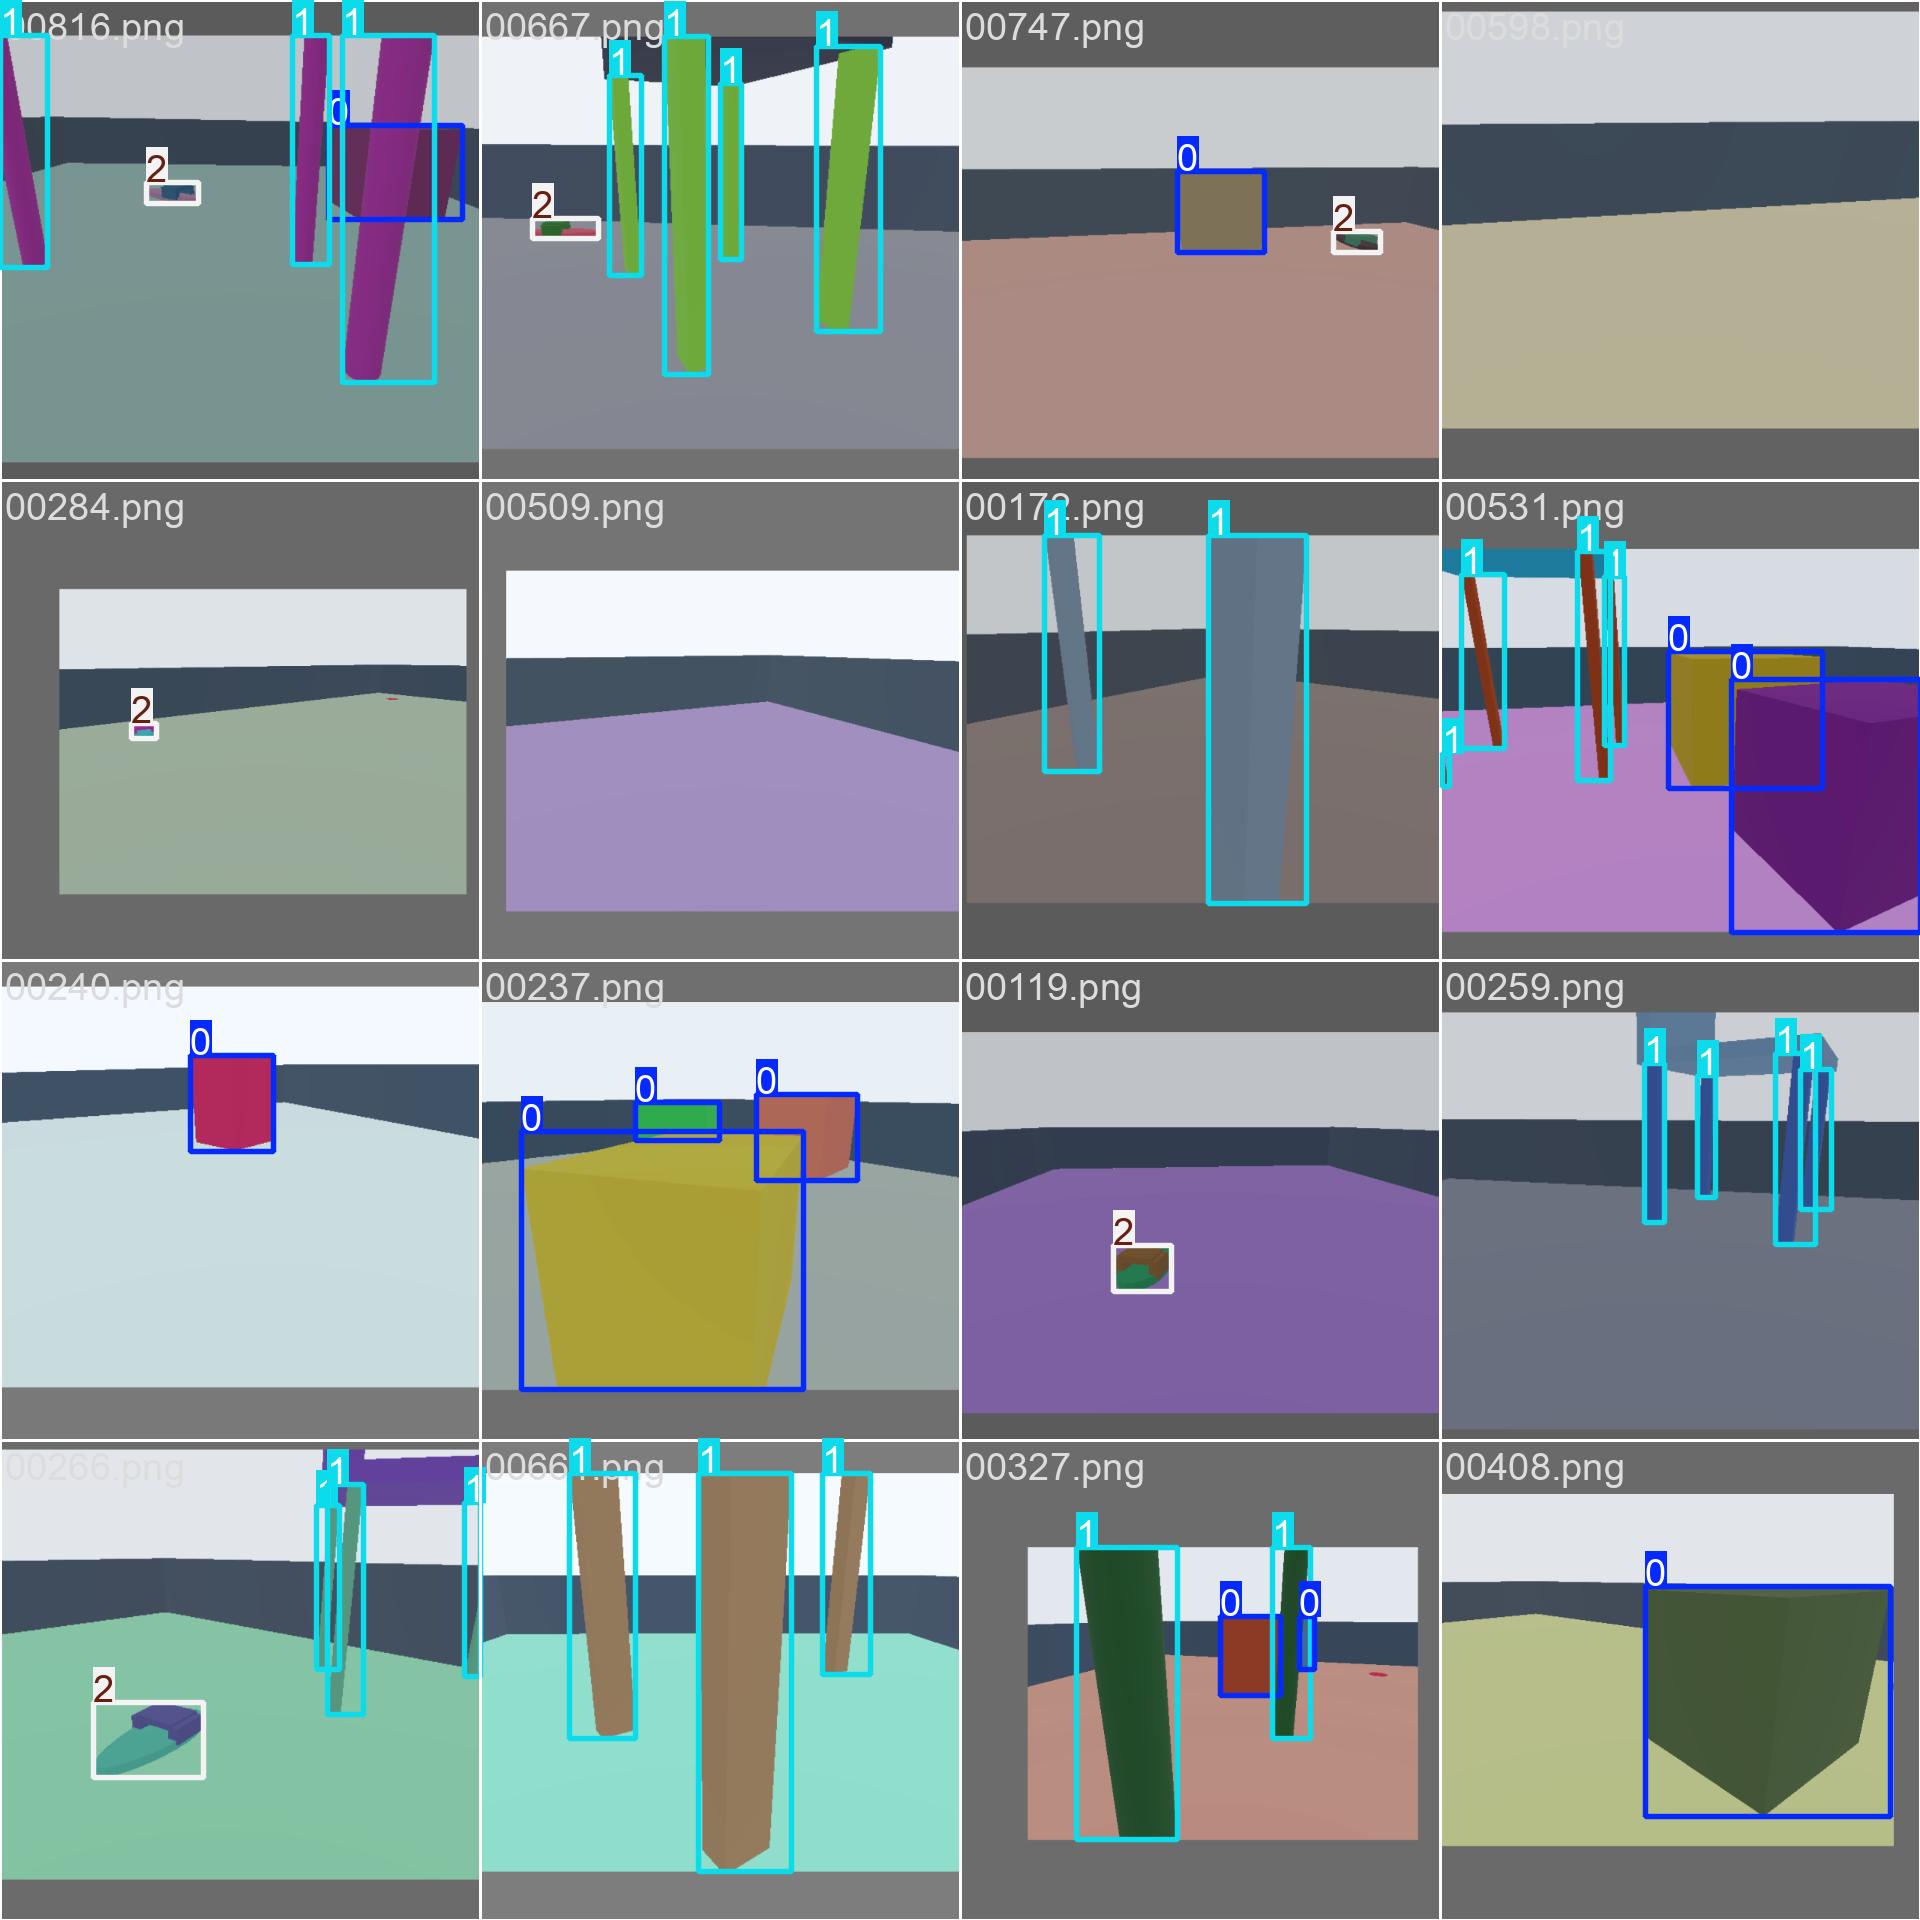 1 00816.png 1 1
0
2
00667.png 1 1 1 1
2
00747.png
0
2
00598.png
00284.png
2
00509.png
00172.png
1 1
00531.png
1 1 1
0
0
1
00240.png
0
00237.png
0 0 0
00119.png
2
00259.png
1 1 1 1
00266.png
1 1 1
2
1 1 1
00327.png
1 1
0 0
00408.png
0